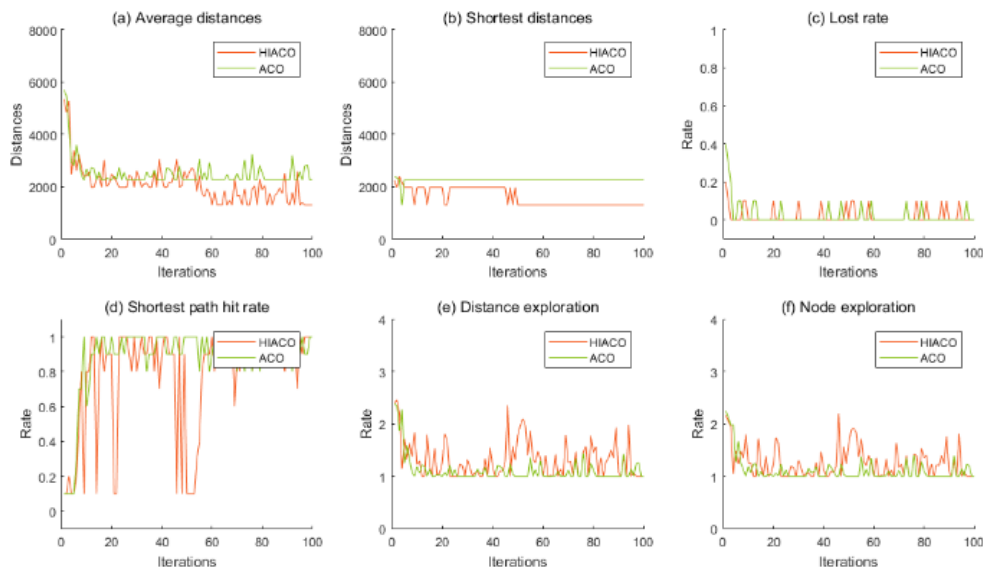 (a) Average distances
8000
6000
4000
2000
0
Distances
HIACO
ACO
0 20 40 60 80 100
Iterations
(b) Shortest distances
8000
6000
4000
2000
0
Distances
HIACO
ACO
0 20 40 60 80 100
Iterations
(c) Lost rate
1
0.8
0.6
0.4
0.2
0
Rate
HIACO
ACO
0 20 40 60 80 100
Iterations
(d) Shortest path hit rate
1
0.8
0.6
0.4
0.2
0
Rate
HIACO
ACO
0 20 40 60 80 100
Iterations
(e) Distance exploration
4
3
2
1
0
Rate
HIACO
ACO
0 20 40 60 80 100
Iterations
(f) Node exploration
4
3
2
1
0
Rate
HIACO
ACO
0 20 40 60 80 100
Iterations